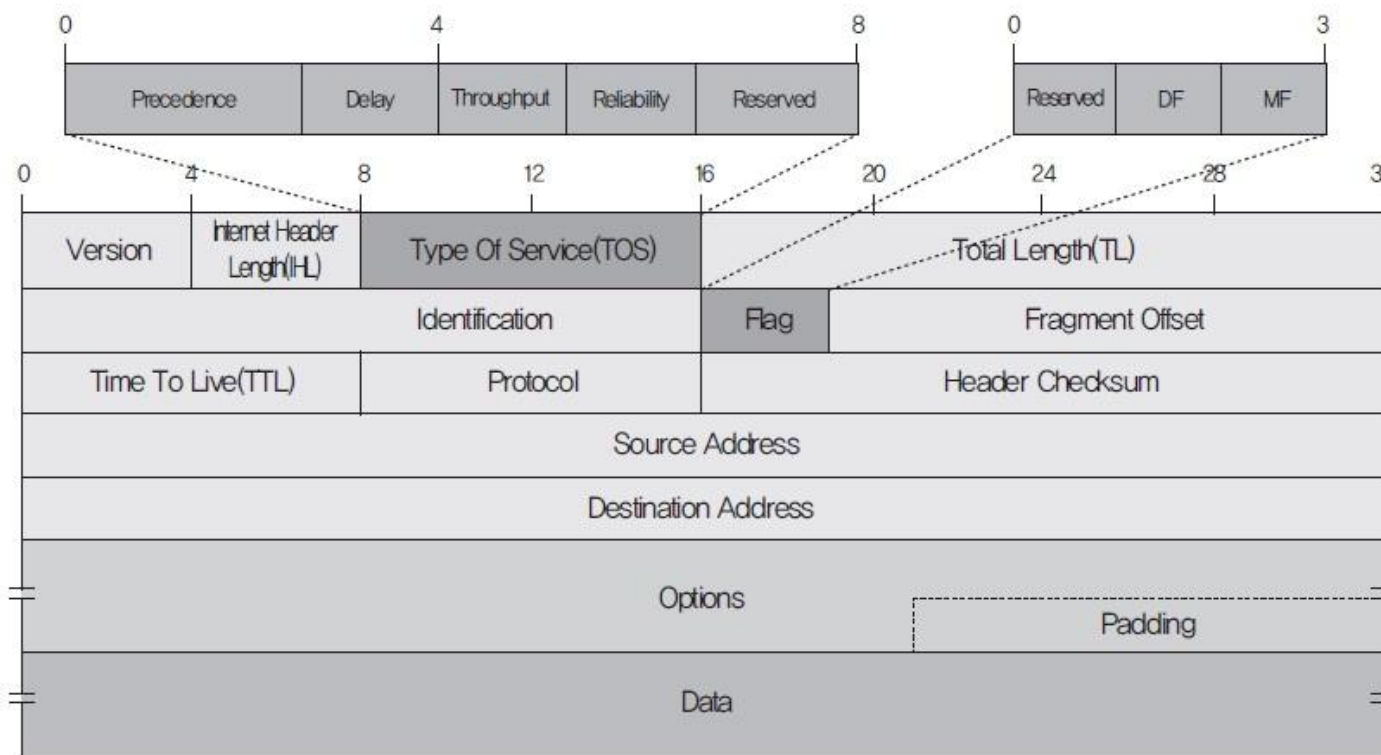 0 4 8 0 3
Precedence Delay Throughput Reliability Reserved Reserved DF MF
0 4 8 12 16 20 24 28 3
Version Internet Header Type Of Service(TOS) Total Length(TL)
Length(IHL)
Identification Flag Fragment Offset
Time To Live(TTL) Protocol Header Checksum
Source Address
Destination Address
Options
Padding
Data